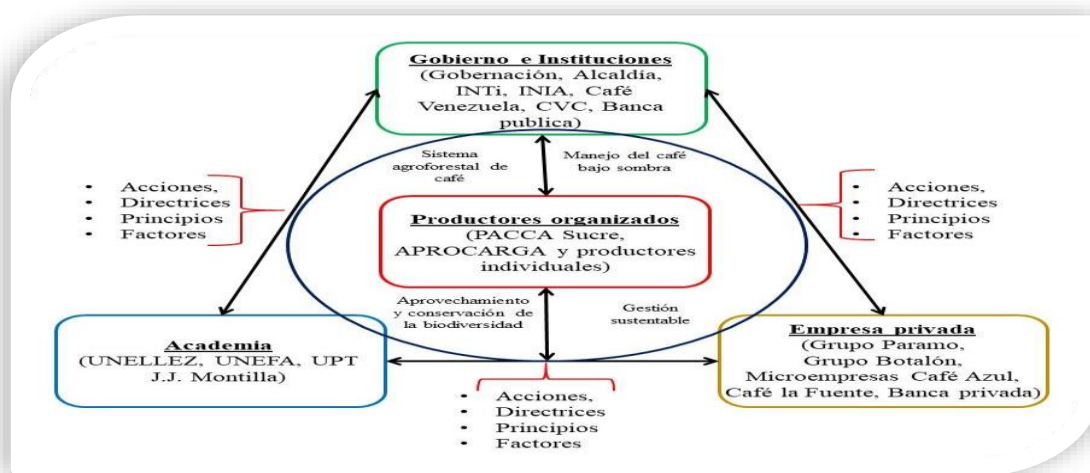 Gobierno e Instituciones
(Gobernación, Alcaldía,
INTi, INIA, Café
Venezuela, CVC, Banca
publica)
Sistema
agroforestal de
café
Manejo del café
bajo sombra
• Acciones,
• Directrices
• Principios
• Factores
• Acciones,
• Directrices
• Principios
• Factores
Productores organizados
(PACCA Sucre,
APROCARGA y productores
individuales)
Aprovechamiento
y conservación de
la biodiversidad
Gestión
sustentable
Academia
(UNELLEZ, UNEFA, UPT
J.J. Montilla)
Empresa privada
(Grupo Paramo,
Grupo Botalón,
Microempresas Café Azul,
Café la Fuente, Banca privada)
• Acciones,
• Directrices
• Principios
• Factores